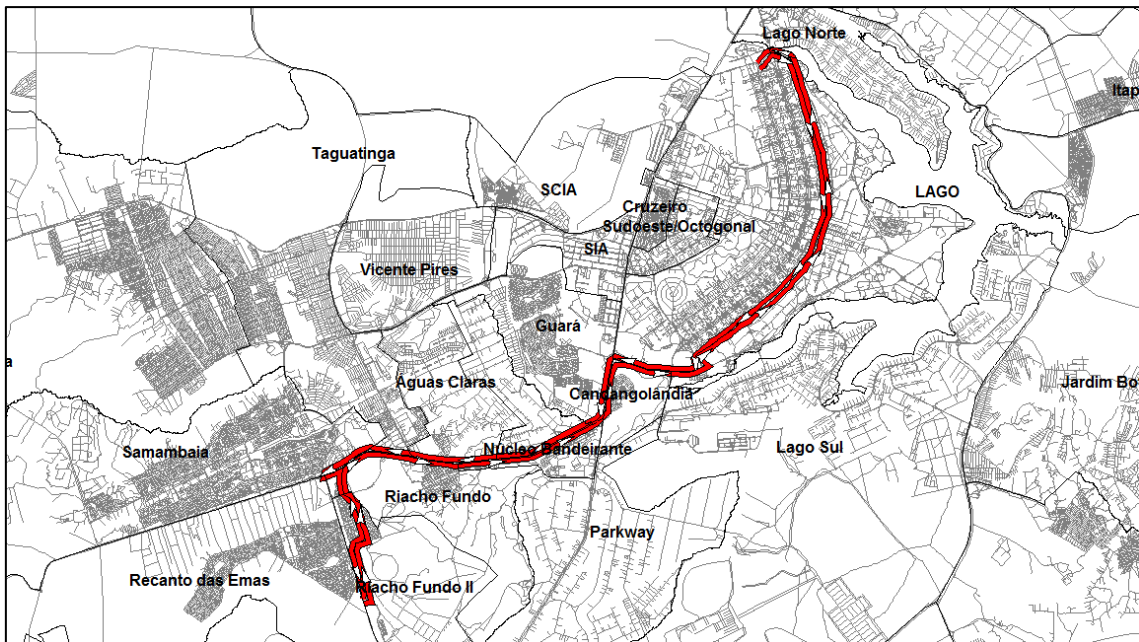 Lago Norte
Itap
Taguatinga
SCIA
LAGO
Cruzeiro
Sudoeste/Octogonal
SIA
Vicente Pires
Guará
a
Águas Claras
Jardim Bo
Candangolândia
Samambaia
Núcleo Bandeirante
Lago Sul
Riacho Fundo
Parkway
Recanto das Emas
Riacho Fundo II